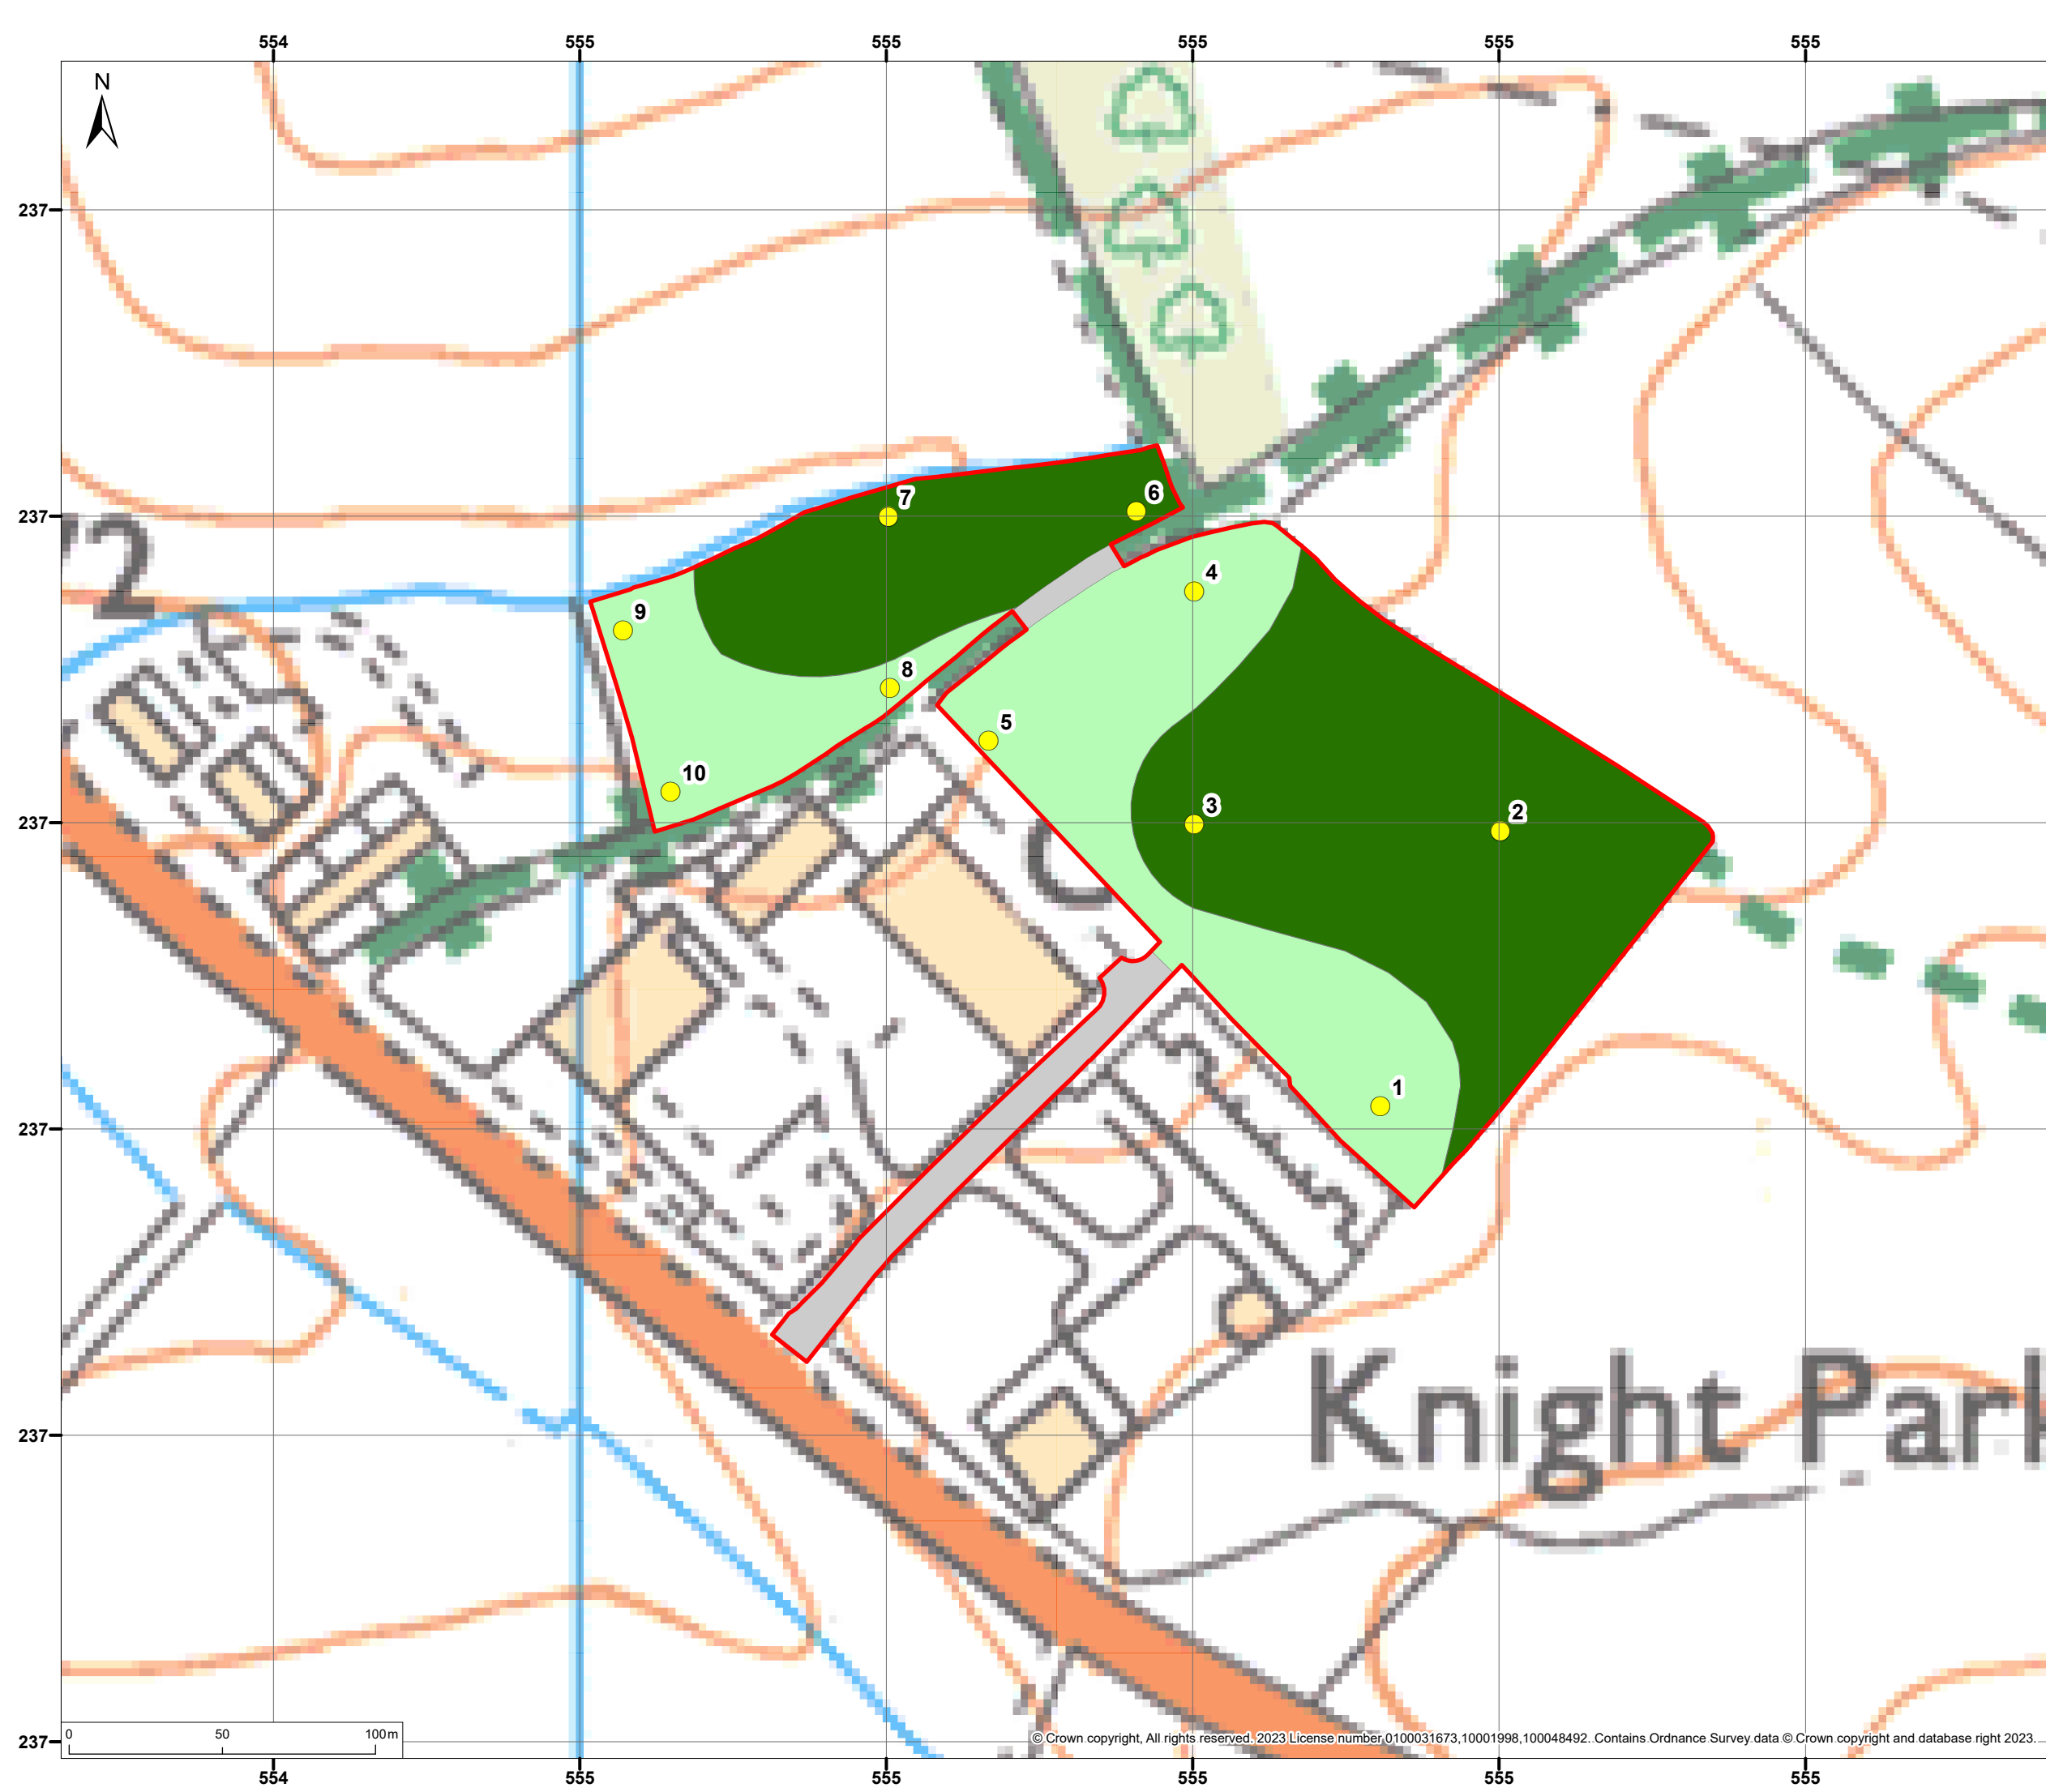 554 555 555 555 555 555
N
237
237
7
6
2
4
9
8
5
10
3
2
237
C
1
237
Knight Park
237
0 50 100m
© Crown copyright, All rights reserved. 2023 License number 0100031673,10001998,100048492. Contains Ordnance Survey data © Crown copyright and database right 2023.
237
554 555 555 555 555 555